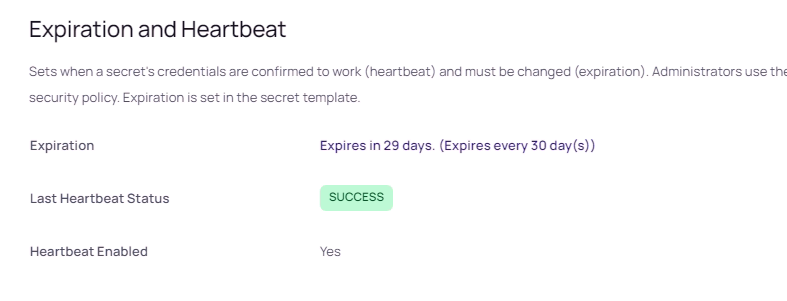 Expiration and Heartbeat
Sets when a secret's credentials are confirmed to work (heartbeat) and must be changed (expiration). Administrators use the
security policy. Expiration is set in the secret template.
Expiration Expires in 29 days. (Expires every 30 day(s))
Last Heartbeat Status SUCCESS
Heartbeat Enabled Yes